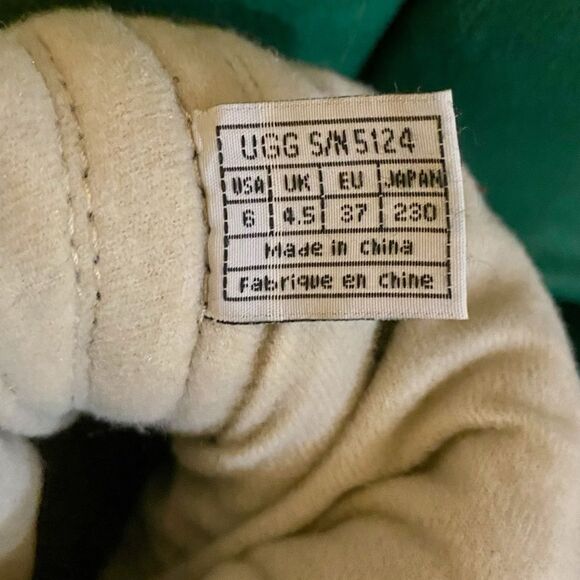 UGG S/N 5124
USA UK EU JAPAN
6 4.5 37 230
Made in China
Fabrique en Chine